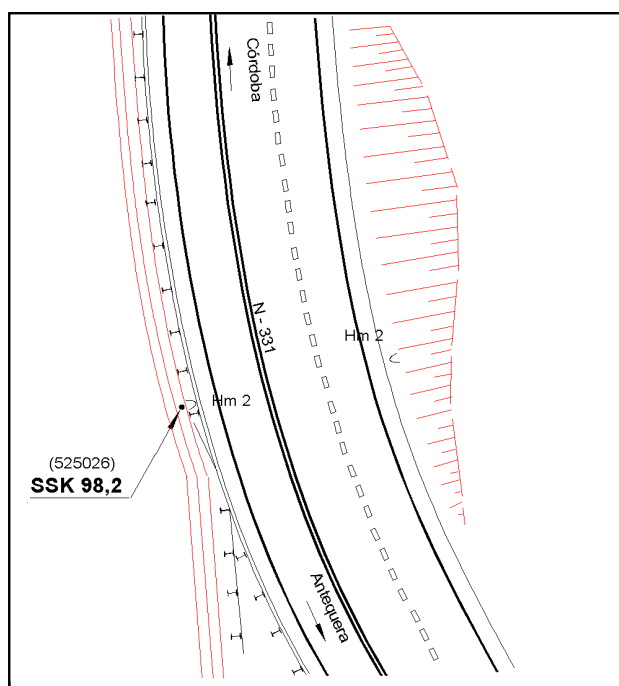 Córdoba
N - 331
Hm 2
Hm 2
(525026)
SSK 98,2
Antequera